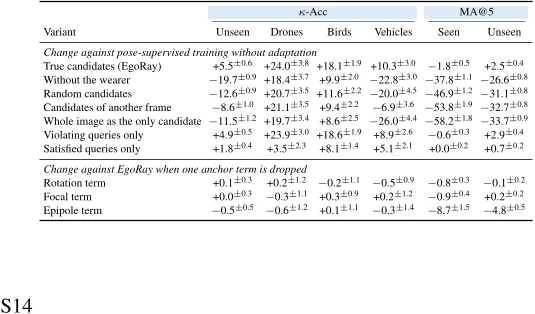 κ-Acc MA@5
Variant Unseen Drones Birds Vehicles Seen Unseen
Change against pose-supervised training without adaptation
True candidates (EgoRay) +5.5±0.6 +24.0±3.8 +18.1±1.9 +10.3±3.0 −1.8±0.5 +2.5±0.4
Without the wearer −19.7±0.9 +18.4±3.7 +9.9±2.0 −22.8±3.0 −37.8±1.1 −26.6±0.8
Random candidates −12.6±0.9 +20.7±3.5 +11.6±2.2 −20.0±4.5 −46.9±1.2 −31.1±0.8
Candidates of another frame −8.6±1.0 +21.1±3.5 +9.4±2.2 −6.9±3.6 −53.8±1.9 −32.7±0.8
Whole image as the only candidate −11.5±1.2 +19.7±3.4 +8.6±2.5 −26.0±4.4 −58.2±1.8 −33.7±0.9
Violating queries only +4.9±0.5 +23.9±3.0 +18.6±1.9 +8.9±2.6 −0.6±0.3 +2.9±0.4
Satisfied queries only +1.8±0.4 +3.5±2.3 +8.1±1.4 +5.1±2.1 +0.0±0.2 +0.7±0.2
Change against EgoRay when one anchor term is dropped
Rotation term +0.1±0.3 +0.2±1.2 −0.2±1.1 −0.5±0.9 −0.8±0.3 −0.1±0.2
Focal term +0.0±0.3 −0.3±1.1 +0.3±0.9 +0.2±1.2 −0.9±0.4 +0.2±0.2
Epipole term −0.5±0.5 −0.6±1.2 +0.1±1.1 −0.3±1.4 −8.7±1.5 −4.8±0.5
S14